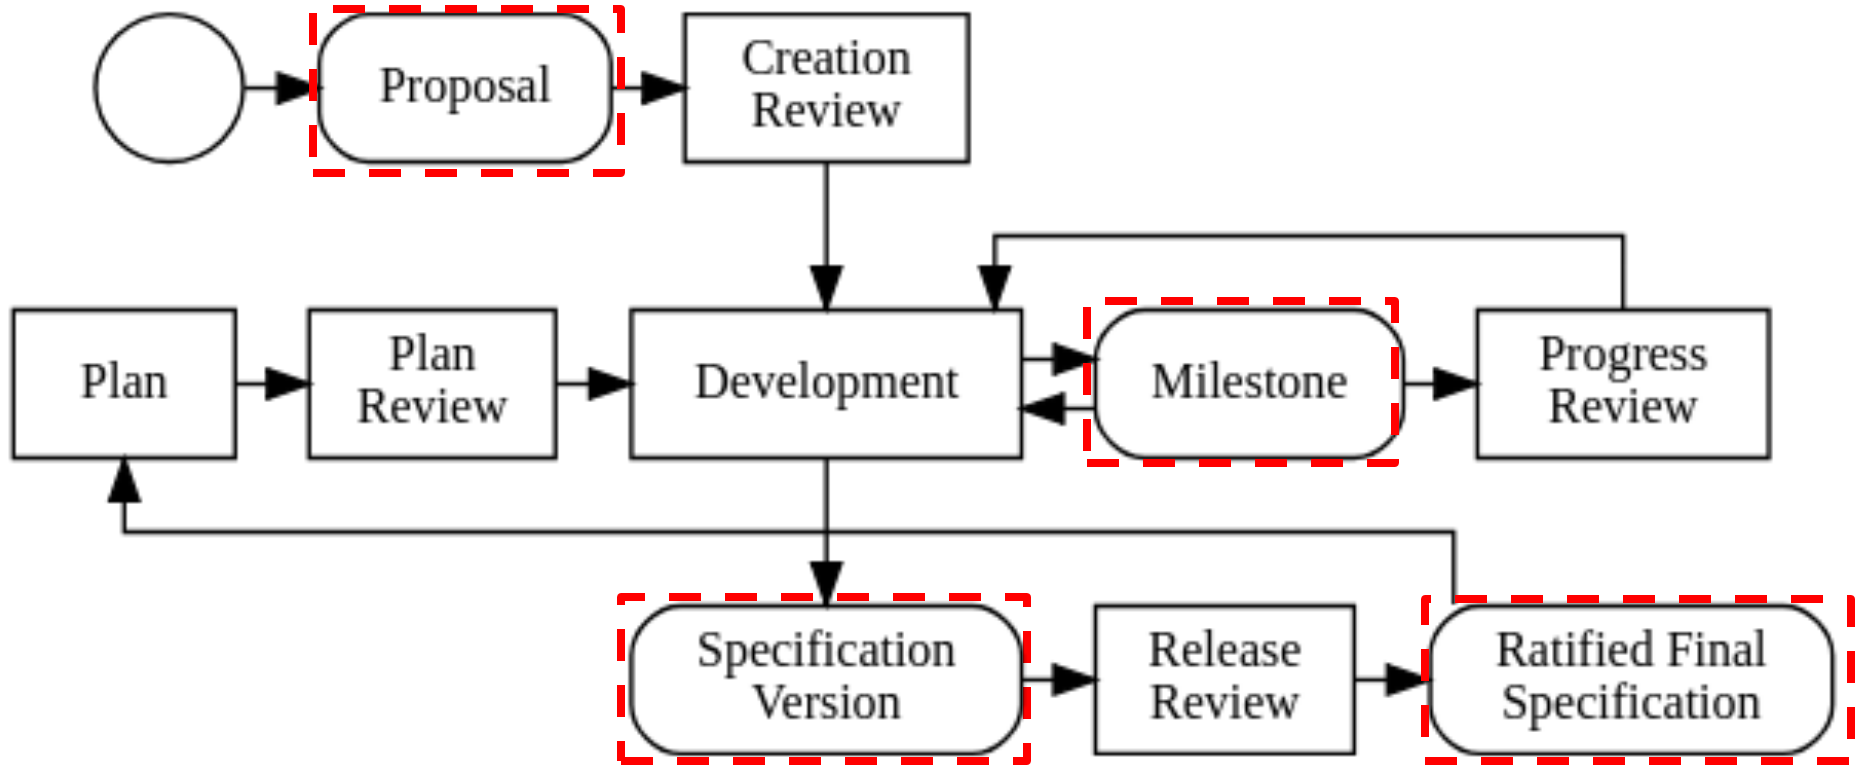 Proposal
Creation
Review
Plan
Plan
Review
Development
Milestone
Progress
Review
Specification
Version
Release
Review
Ratified Final
Specification